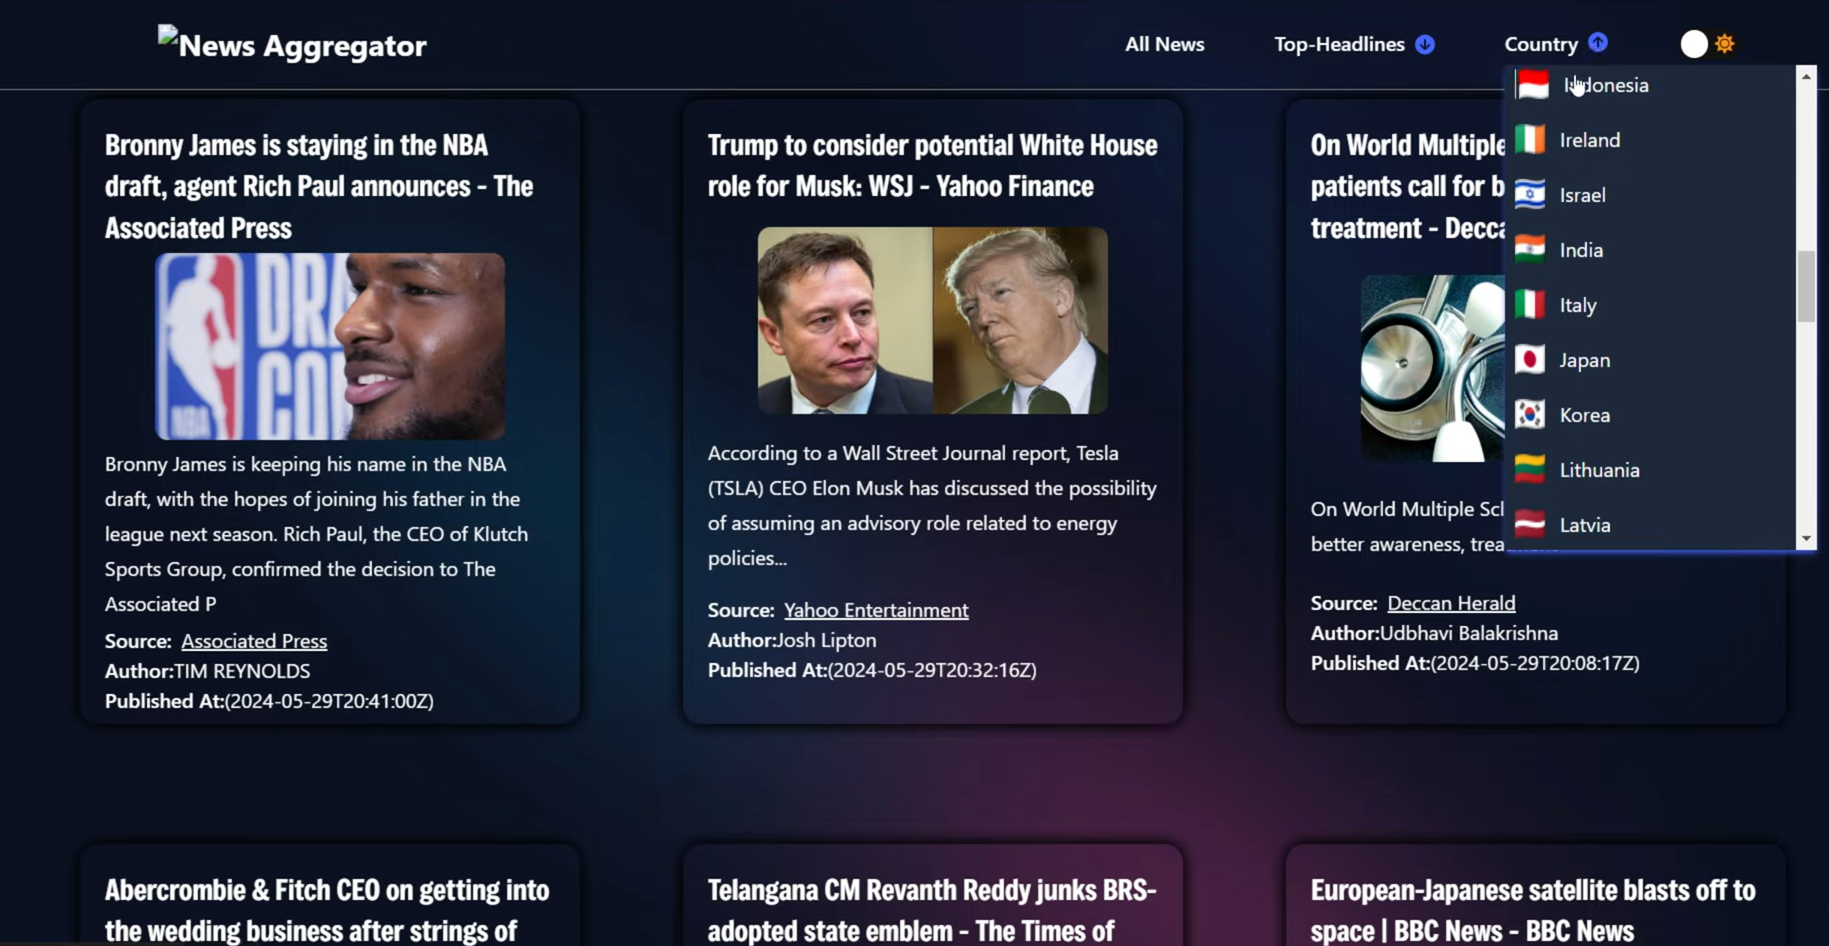 News Aggregator
All News
Top-Headlines
Country
Indonesia
Ireland
Israel
India
Italy
Japan
Korea
Lithuania
Latvia
Bronny James is staying in the NBA
draft, agent Rich Paul announces - The
Associated Press
NBA
DRA
CO
Bronny James is keeping his name in the NBA
draft, with the hopes of joining his father in the
league next season. Rich Paul, the CEO of Klutch
Sports Group, confirmed the decision to The
Associated P
Source: Associated Press
Author:TIM REYNOLDS
Published At:(2024-05-29T20:41:00Z)
Trump to consider potential White House
role for Musk: WSJ - Yahoo Finance
According to a Wall Street Journal report, Tesla
(TSLA) CEO Elon Musk has discussed the possibility
of assuming an advisory role related to energy
policies...
Source: Yahoo Entertainment
Author:Josh Lipton
Published At:(2024-05-29T20:32:16Z)
On World Multiple
patients call for b
treatment - Decca
On World Multiple Scl
better awareness, trea
Source: Deccan Herald
Author:Udbhavi Balakrishna
Published At:(2024-05-29T20:08:17Z)
Abercrombie & Fitch CEO on getting into
the wedding business after strings of
Telangana CM Revanth Reddy junks BRS-
adopted state emblem - The Times of
European-Japanese satellite blasts off to
space | BBC News - BBC News